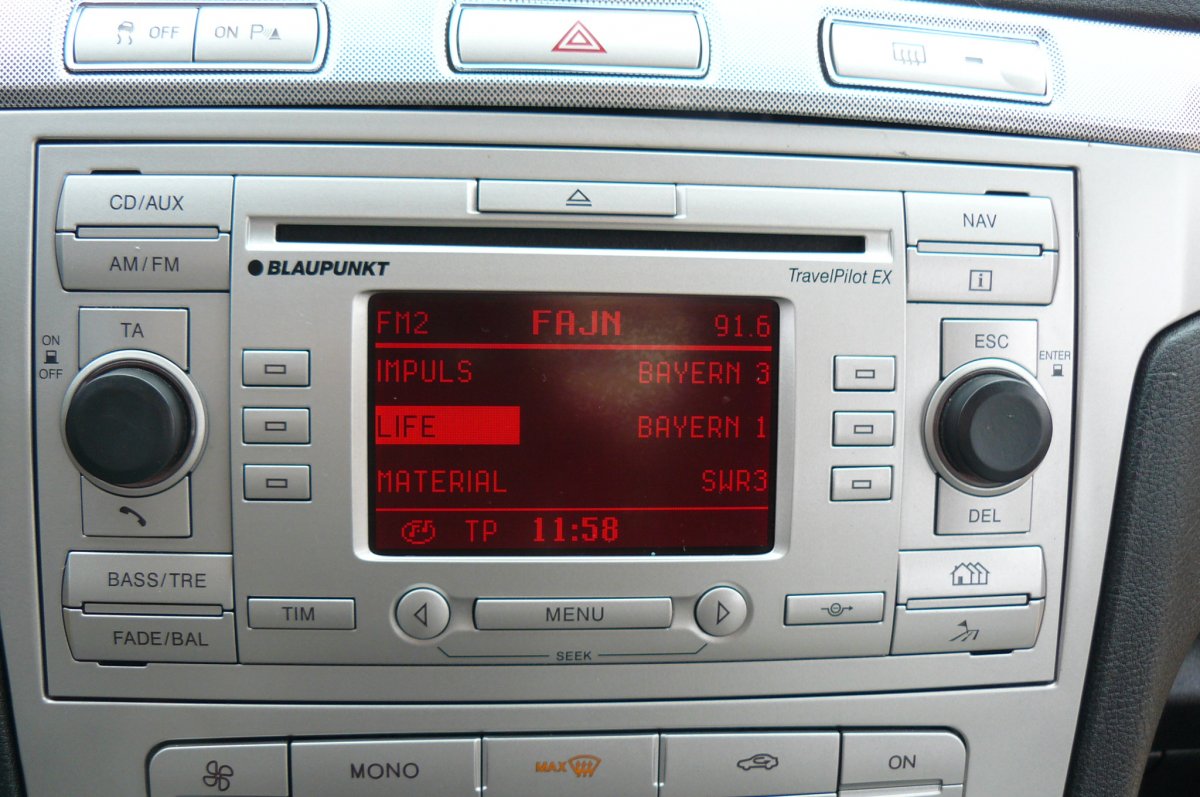 OFF ON P
CD/AUX
AM/FM
NAV
i
BLAUPUNKT
TravelPilot EX
TA
ON
OFF
ESC
ENTER
FM2 FAJN 91.6
IMPULS BAYERN 3
LIFE BAYERN 1
MATERIAL SWR3
TP 11:58
DEL
BASS/TRE
FADE/BAL
TIM
MENU
SEEK
MONO
MAX
ON